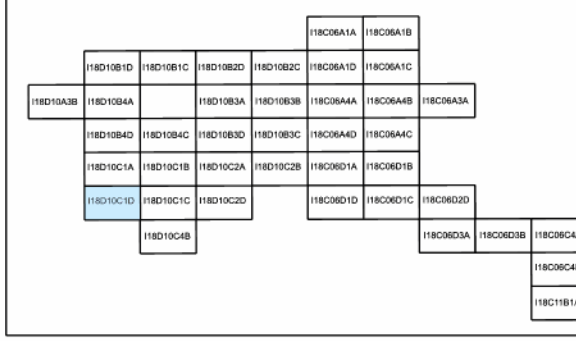 I18C06A1A I18C06A1B
I18D10B1D I18D10B1C I18D10B2D I18D10B2C I18C06A1D I18C06A1C
I18D10A3B I18D10B4A I18D10B3A I18D10B3B I18C06A4A I18C06A4B I18C06A3A
I18D10B4D I18D10B4C I18D10B3D I18D10B3C I18C06A4D I18C06A4C
I18D10C1A I18D10C1B I18D10C2A I18D10C2B I18C06D1A I18C06D1B
I18D10C1D I18D10C1C I18D10C2D I18C06D1D I18C06D1C I18C06D2D
I18D10C4B I18C06D3A I18C06D3B